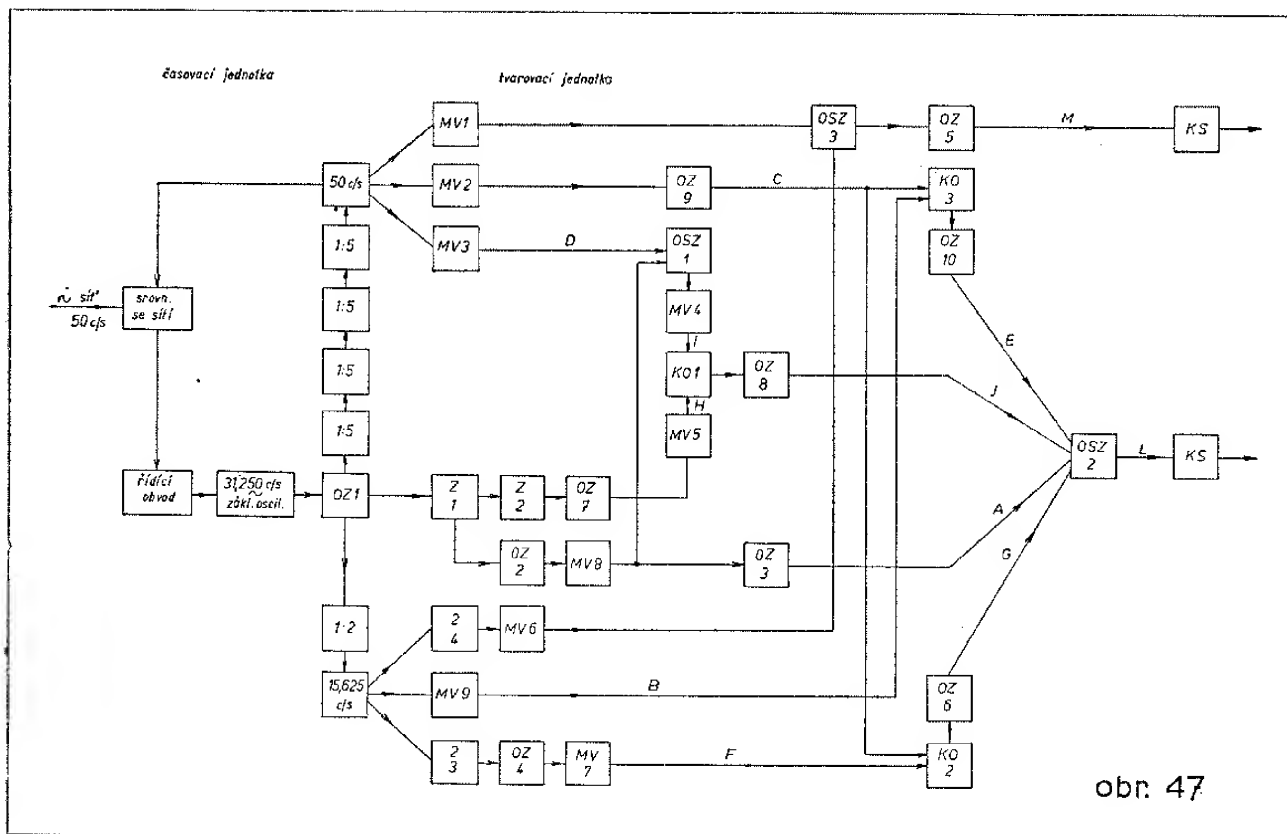 časovací jednotka
tvarovací jednotka
MV1
OSZ
3
OZ
5
M
KS
50 c/s
MV2
OZ
9
C
KO
3
MV3
D
OSZ
1
OZ
10
1:5
1:5
1:5
1:5
~ síť
50 c/s
srovn.
se sítí
MV4
I
KO1
H
MV5
OZ
8
E
J
OSZ
2
L
KS
řídící
obvod
31,250 c/s
~
zákl. oscil.
OZ1
Z
1
Z
2
OZ
7
OZ
2
MV8
OZ
3
A
G
1:2
2
4
MV6
15,625
c/s
MV9
B
OZ
6
2
3
OZ
4
MV
7
F
KO
2
obr. 47